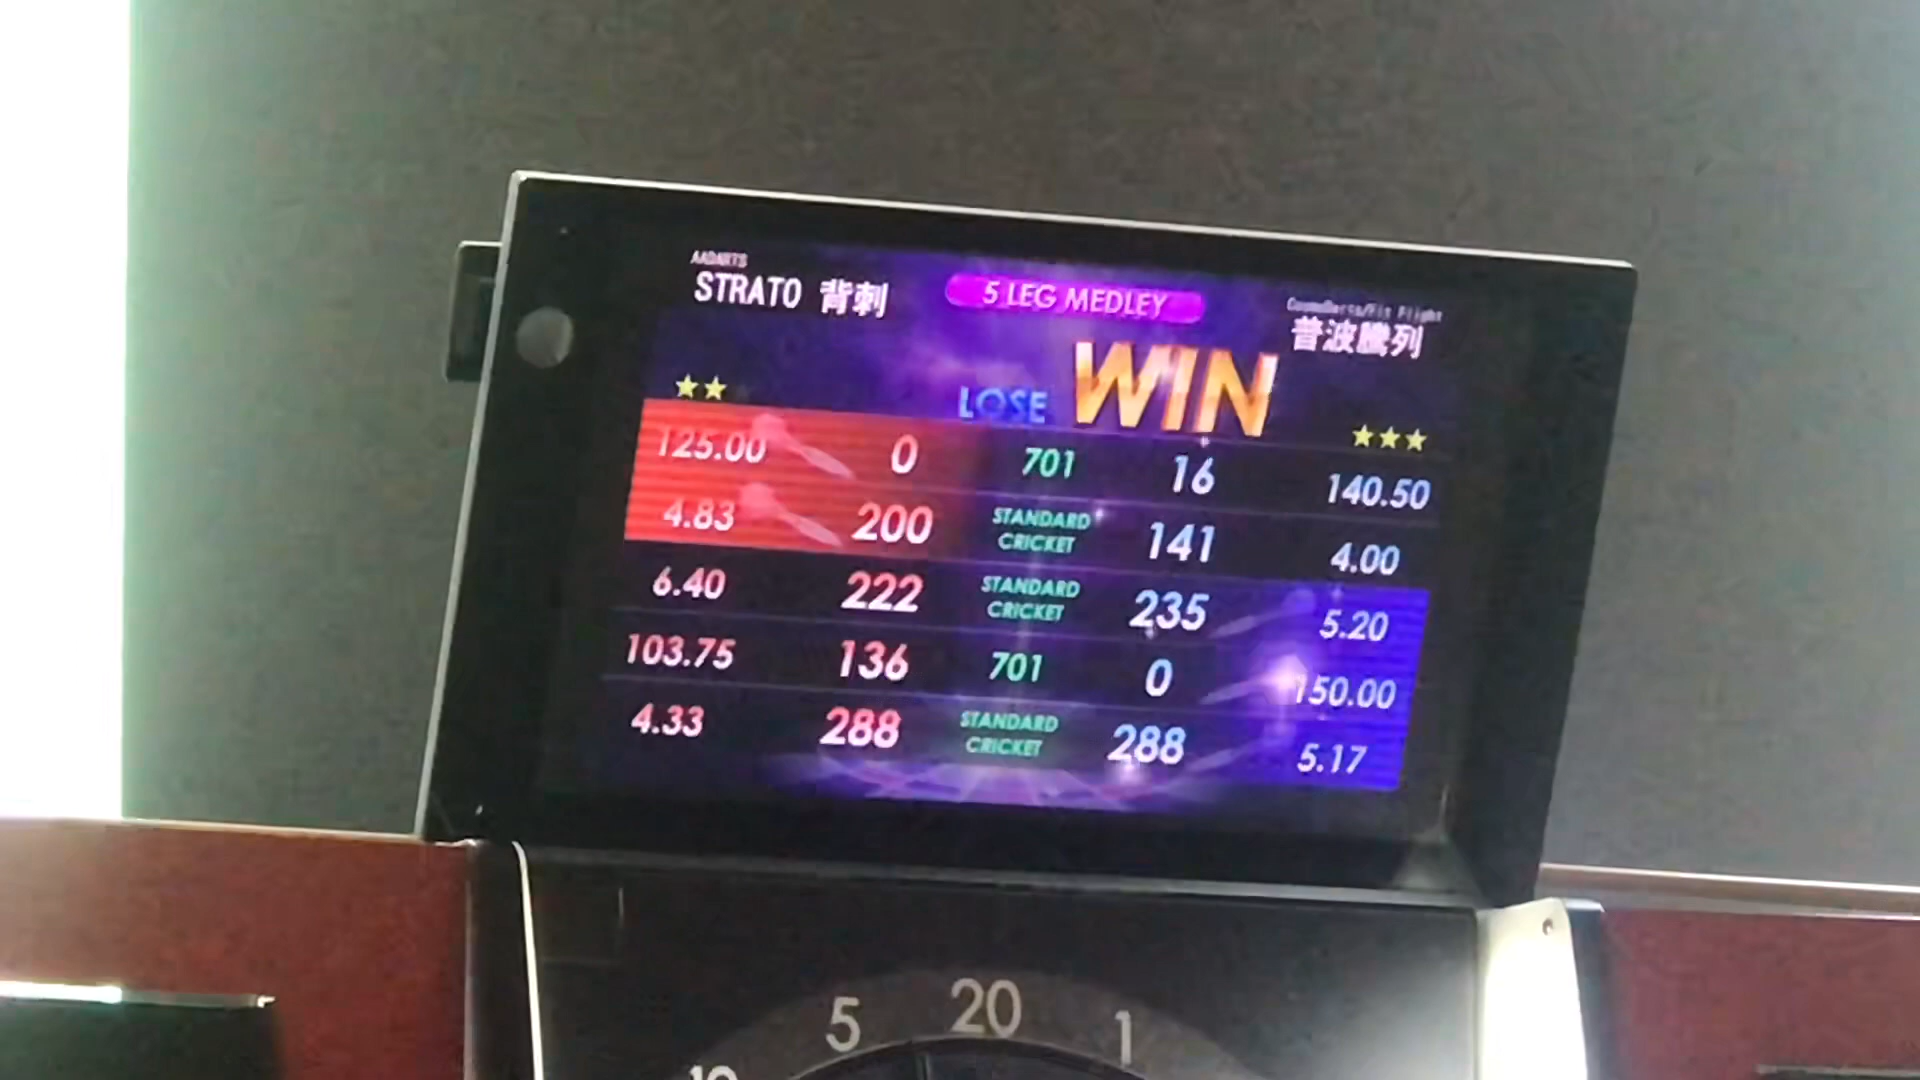 AADARTS
STRATO 背刺
5 LEG MEDLEY
普波騰列
LOSE WIN
125.00 0 701 16 140.50
4.83 200 STANDARD CRICKET 141 4.00
6.40 222 STANDARD CRICKET 235 5.20
103.75 136 701 0 150.00
4.33 288 STANDARD CRICKET 288 5.17
5 20 1